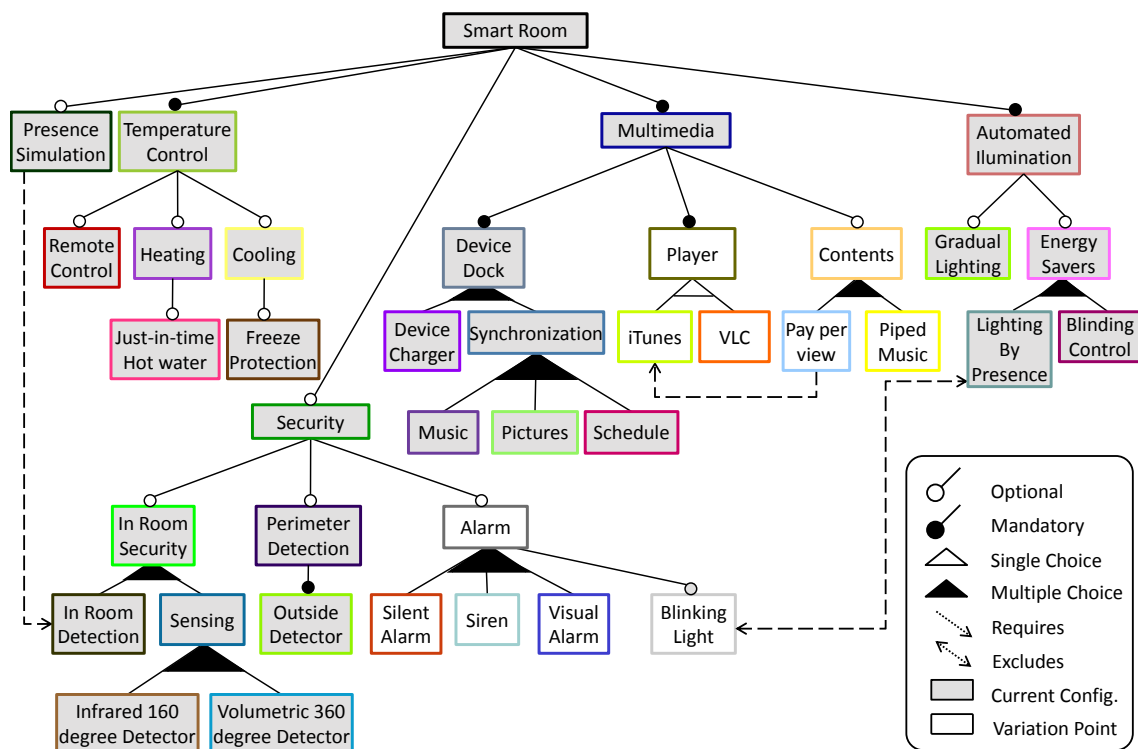 Smart Room
Presence
Simulation
Temperature
Control
Multimedia
Automated
Ilumination
Remote
Control
Heating
Cooling
Device
Dock
Player
Contents
Gradual
Lighting
Energy
Savers
Just-in-time
Hot water
Freeze
Protection
Device
Charger
Synchronization
iTunes
VLC
Pay per
view
Piped
Music
Lighting
By
Presence
Blinding
Control
Security
Music
Pictures
Schedule
In Room
Security
Perimeter
Detection
Alarm
In Room
Detection
Sensing
Outside
Detector
Silent
Alarm
Siren
Visual
Alarm
Blinking
Light
Infrared 160
degree Detector
Volumetric 360
degree Detector
Optional
Mandatory
Single Choice
Multiple Choice
Requires
Excludes
Current Config.
Variation Point